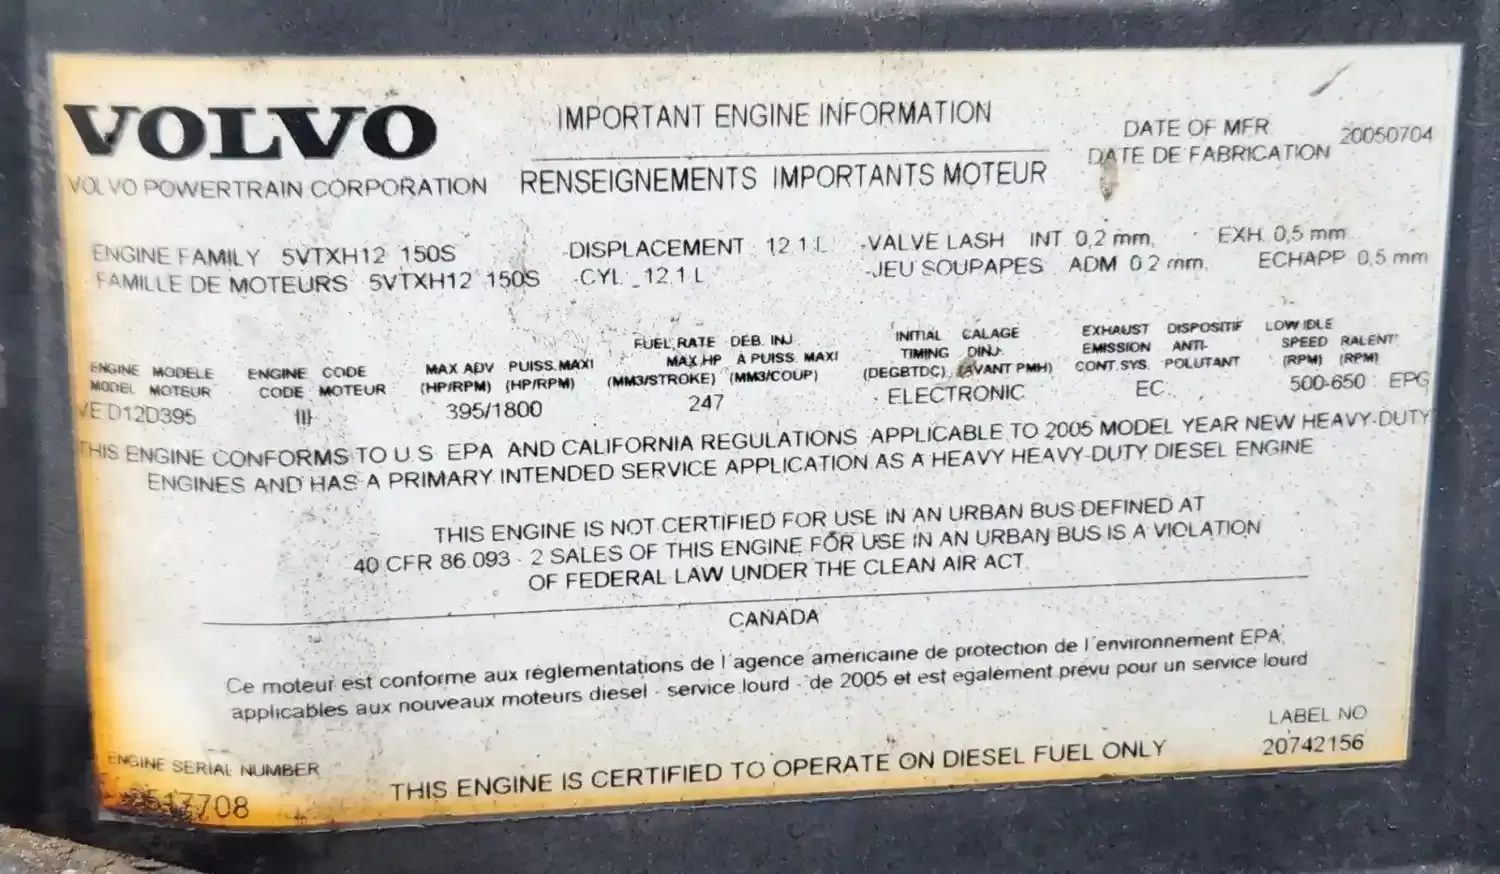 VOLVO
VOLVO POWERTRAIN CORPORATION
IMPORTANT ENGINE INFORMATION
RENSEIGNEMENTS IMPORTANTS MOTEUR
DATE OF MFR.
DATE DE FABRICATION
20050704
ENGINE FAMILY 5VTXH12 150S
FAMILLE DE MOTEURS 5VTXH12 150S
DISPLACEMENT 12.1 L
CYL. 12,1 L
VALVE LASH INT. 0,2 mm, EXH. 0,5 mm
JEU SOUPAPES ADM 0.2 mm, ECHAPP 0,5 mm
ENGINE MODELE
MODEL MOTEUR
VE D12D395
ENGINE CODE
CODE MOTEUR
MAX ADV PUISS.MAXI
(HP/RPM) (HP/RPM)
395/1800
FUEL RATE DEB. INJ.
MAX.HP À PUISS. MAXI
(MM3/STROKE) (MM3/COUP)
247
INITIAL CALAGE
TIMING DINJ.
(DEGBTDC) (AVANT PMH)
ELECTRONIC
EXHAUST DISPOSITIF
EMISSION ANTI-
CONT.SYS. POLUTANT
EC
LOW IDLE
SPEED RALENT'
(RPM) (RPM)
500-650 EPG
THIS ENGINE CONFORMS TO U.S. EPA AND CALIFORNIA REGULATIONS APPLICABLE TO 2005 MODEL YEAR NEW HEAVY-DUTY
ENGINES AND HAS A PRIMARY INTENDED SERVICE APPLICATION AS A HEAVY HEAVY-DUTY DIESEL ENGINE
THIS ENGINE IS NOT CERTIFIED FOR USE IN AN URBAN BUS DEFINED AT
40 CFR 86.093 - 2 SALES OF THIS ENGINE FOR USE IN AN URBAN BUS IS A VIOLATION
OF FEDERAL LAW UNDER THE CLEAN AIR ACT.
CANADA
Ce moteur est conforme aux réglementations de l'agence américaine de protection de l'environnement EPA,
applicables aux nouveaux moteurs diesel - service lourd - de 2005 et est également prévu pour un service lourd
ENGINE SERIAL NUMBER
THIS ENGINE IS CERTIFIED TO OPERATE ON DIESEL FUEL ONLY
LABEL NO
20742156